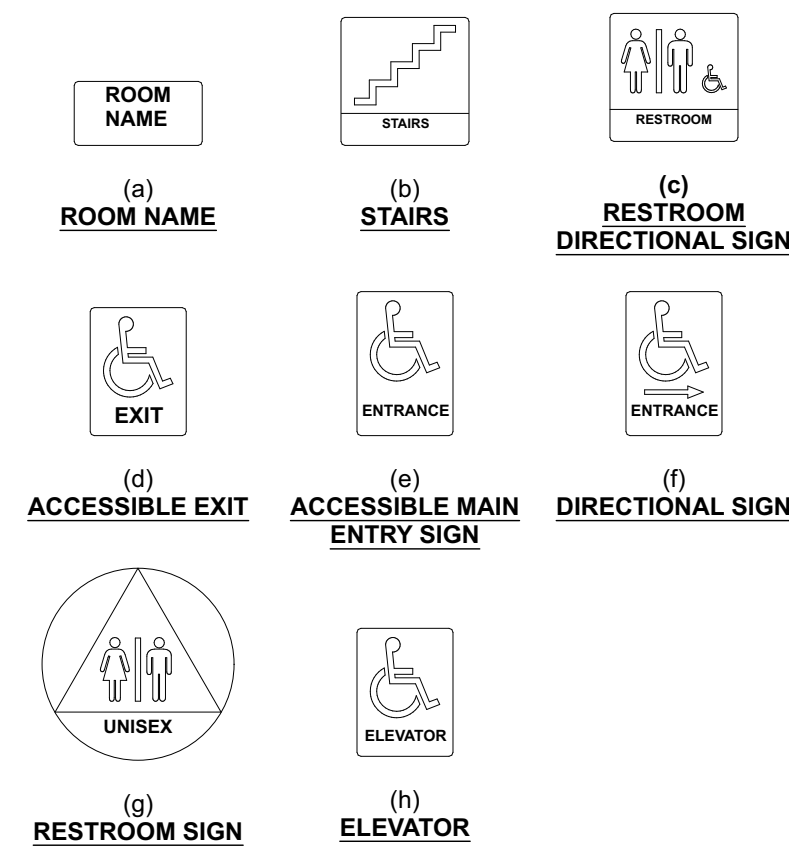 ROOM
NAME
(a)
ROOM NAME
STAIRS
(b)
STAIRS
RESTROOM
(c)
RESTROOM
DIRECTIONAL SIGN
EXIT
(d)
ACCESSIBLE EXIT
ENTRANCE
(e)
ACCESSIBLE MAIN
ENTRY SIGN
ENTRANCE
(f)
DIRECTIONAL SIGN
UNISEX
(g)
RESTROOM SIGN
ELEVATOR
(h)
ELEVATOR